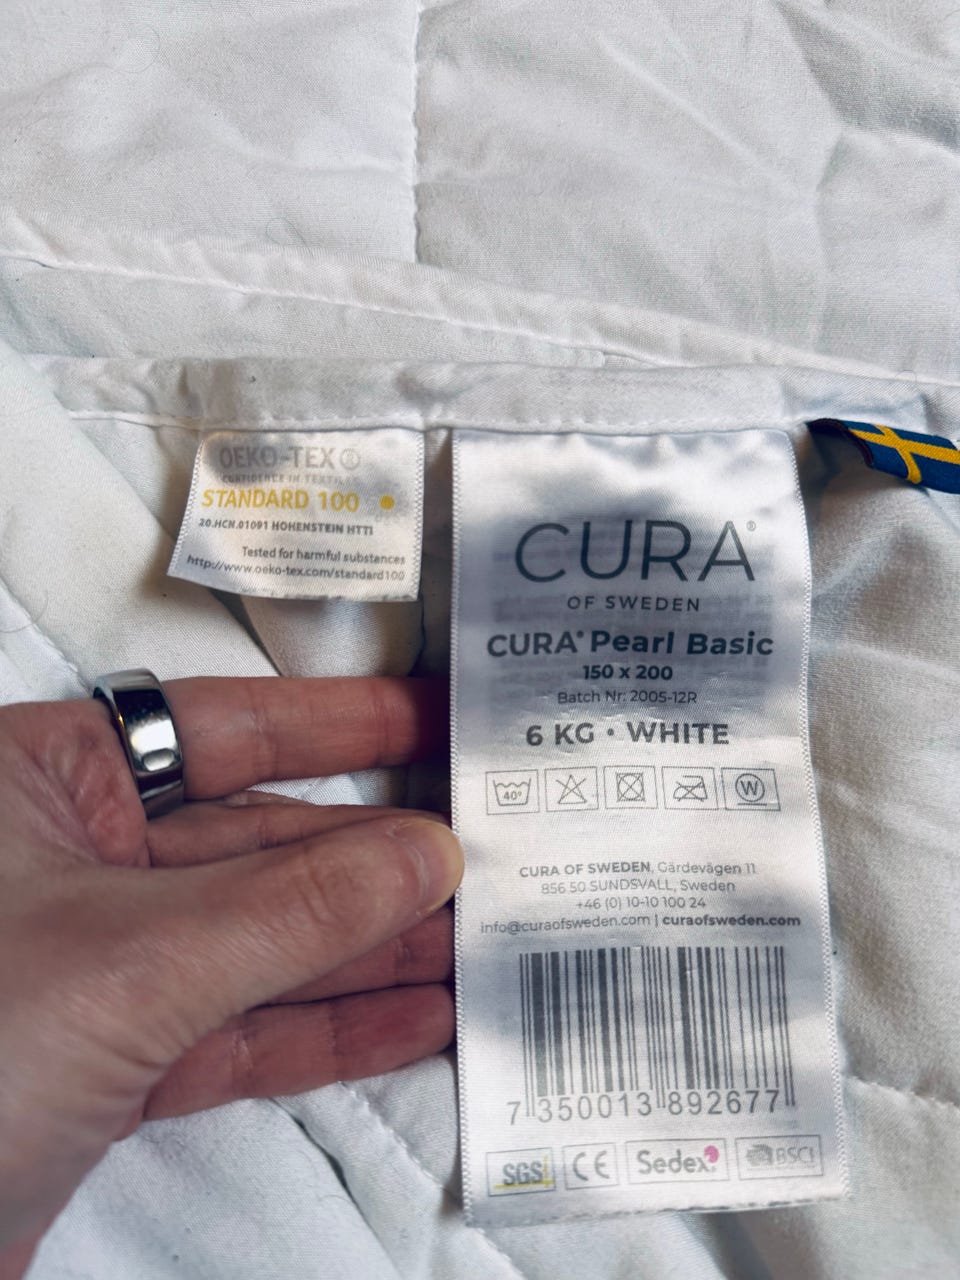 OEKO-TEX®
CONFIDENCE IN TEXTILES
STANDARD 100
20.HCN.01091 HOHENSTEIN HTTI
Tested for harmful substances
http://www.oeko-tex.com/standard100
CURA®
OF SWEDEN
CURA® Pearl Basic
150 x 200
Batch Nr: 2005-12R
6 KG • WHITE
40°
W
CURA OF SWEDEN, Gärdevägen 11
856 50 SUNDSVALL, Sweden
+46 (0) 10-10 100 24
info@curaofsweden.com | curaofsweden.com
7 350013 892677
SGS CE Sedex BSCI